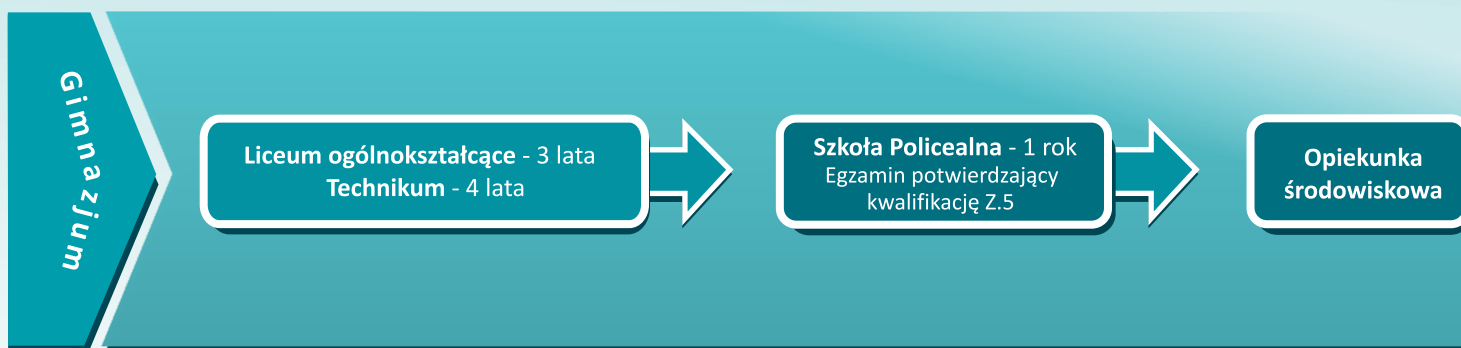 Gimnazjum
Liceum ogólnokształcące - 3 lata
Technikum - 4 lata
Szkoła Policealna - 1 rok
Egzamin potwierdzający
kwalifikację Z.5
Opiekunka
środowiskowa